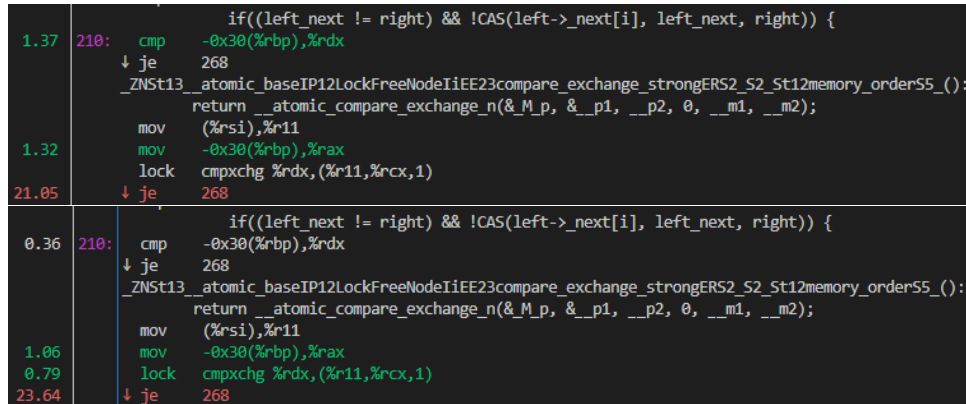 if((left_next != right) && !CAS(left->_next[i], left_next, right)) {
1.37 210: cmp -0x30(%rbp),%rdx
↓ je 268
_ZNSt13__atomic_baseIP12LockFreeNodeIiEE23compare_exchange_strongERS2_S2_St12memory_orderS5_():
return __atomic_compare_exchange_n(&_M_p, &__p1, __p2, 0, __m1, __m2);
mov (%rsi),%r11
1.32 mov -0x30(%rbp),%rax
lock cmpxchg %rdx,(%r11,%rcx,1)
21.05 ↓ je 268
if((left_next != right) && !CAS(left->_next[i], left_next, right)) {
0.36 210: cmp -0x30(%rbp),%rdx
↓ je 268
_ZNSt13__atomic_baseIP12LockFreeNodeIiEE23compare_exchange_strongERS2_S2_St12memory_orderS5_():
return __atomic_compare_exchange_n(&_M_p, &__p1, __p2, 0, __m1, __m2);
mov (%rsi),%r11
1.06 mov -0x30(%rbp),%rax
0.79 lock cmpxchg %rdx,(%r11,%rcx,1)
23.64 ↓ je 268